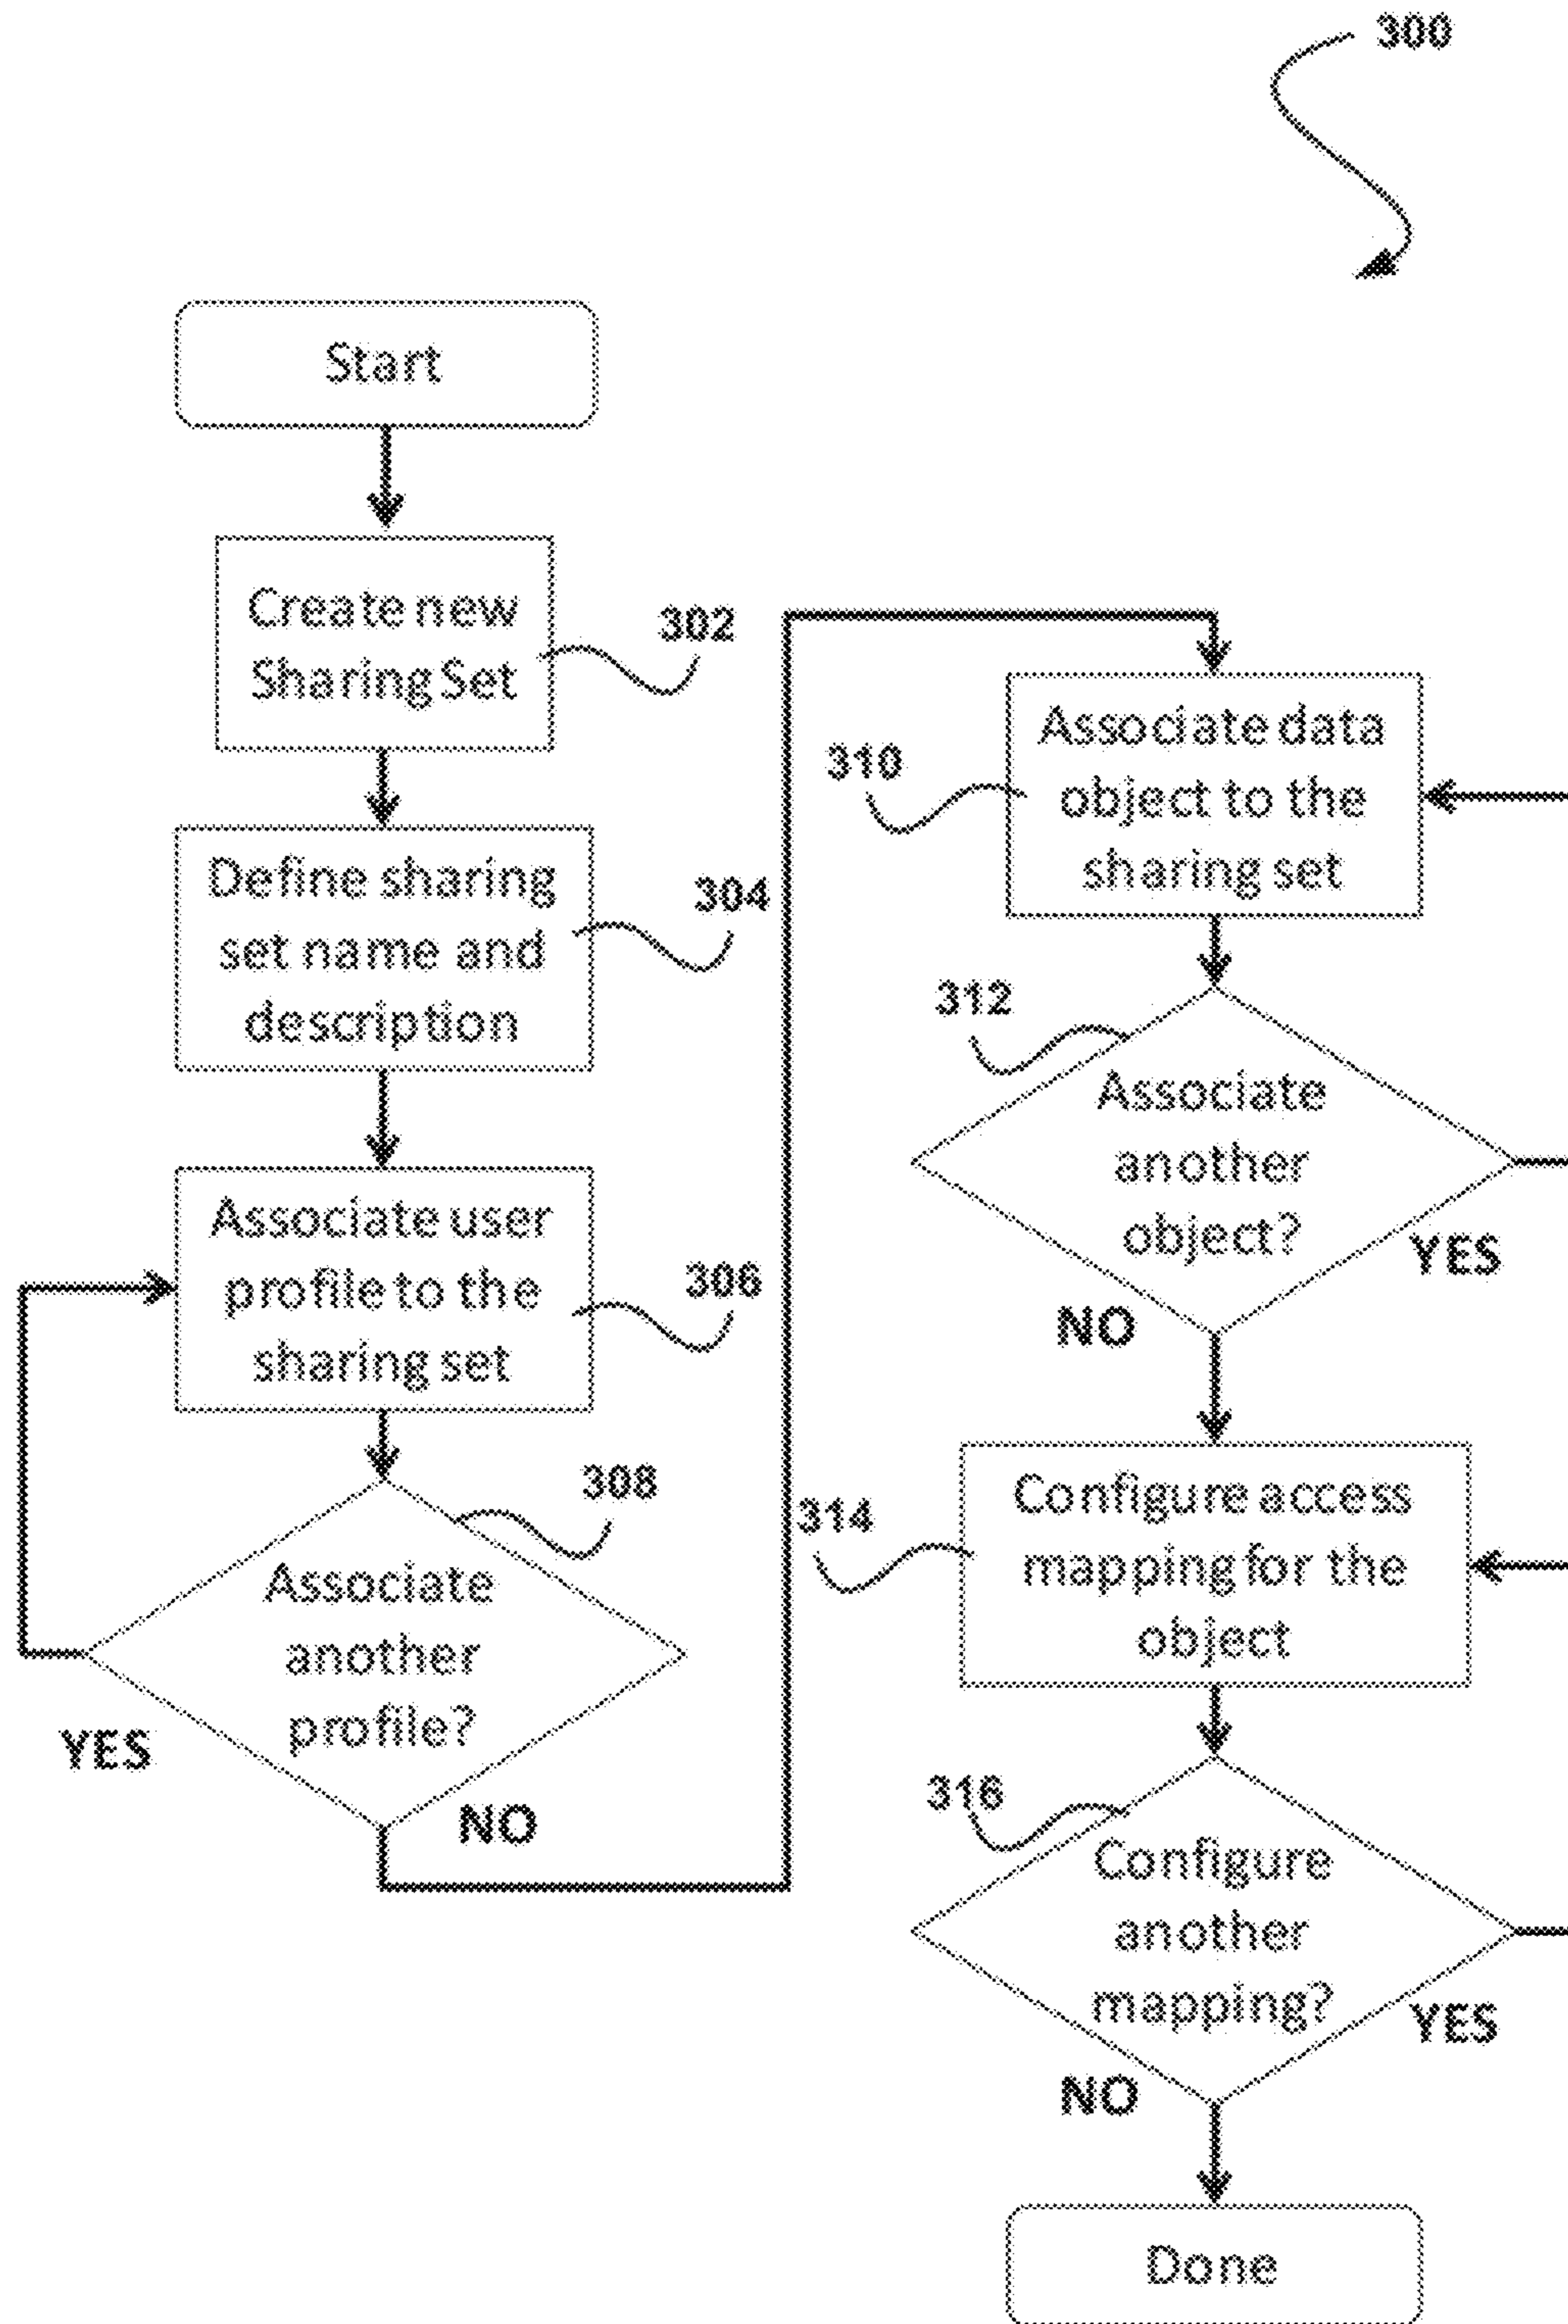 300
Start
Create new
Sharing Set
302
Define sharing
set name and
description
304
Associate user
profile to the
sharing set
306
Associate
another
profile?
308
YES
NO
Associate data
object to the
sharing set
310
312
Associate
another
object?
YES
NO
Configure access
mapping for the
object
314
316
Configure
another
mapping?
YES
NO
Done